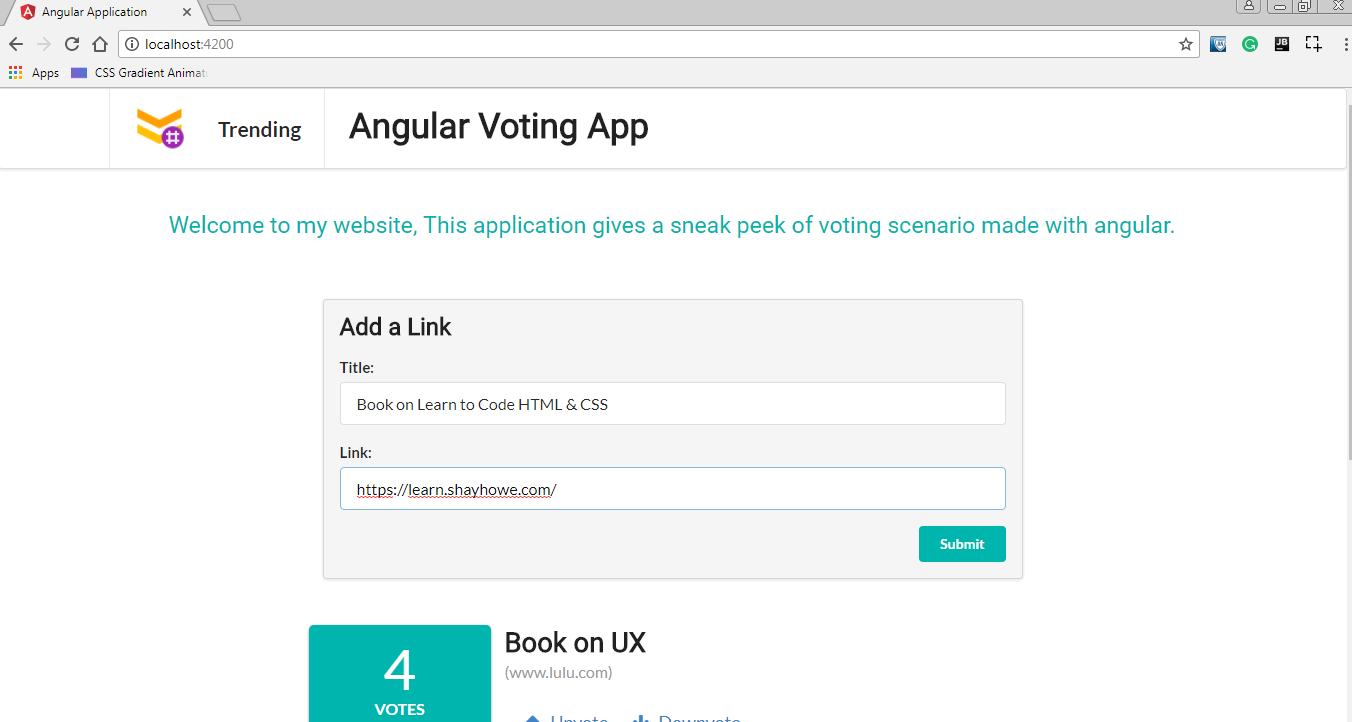 Angular Application
localhost:4200
Apps CSS Gradient Animat
Trending Angular Voting App
Welcome to my website, This application gives a sneak peek of voting scenario made with angular.
Add a Link
Title:
Book on Learn to Code HTML & CSS
Link:
https://learn.shayhowe.com/
Submit
4
VOTES
Book on UX
(www.lulu.com)
Upvote Downvote